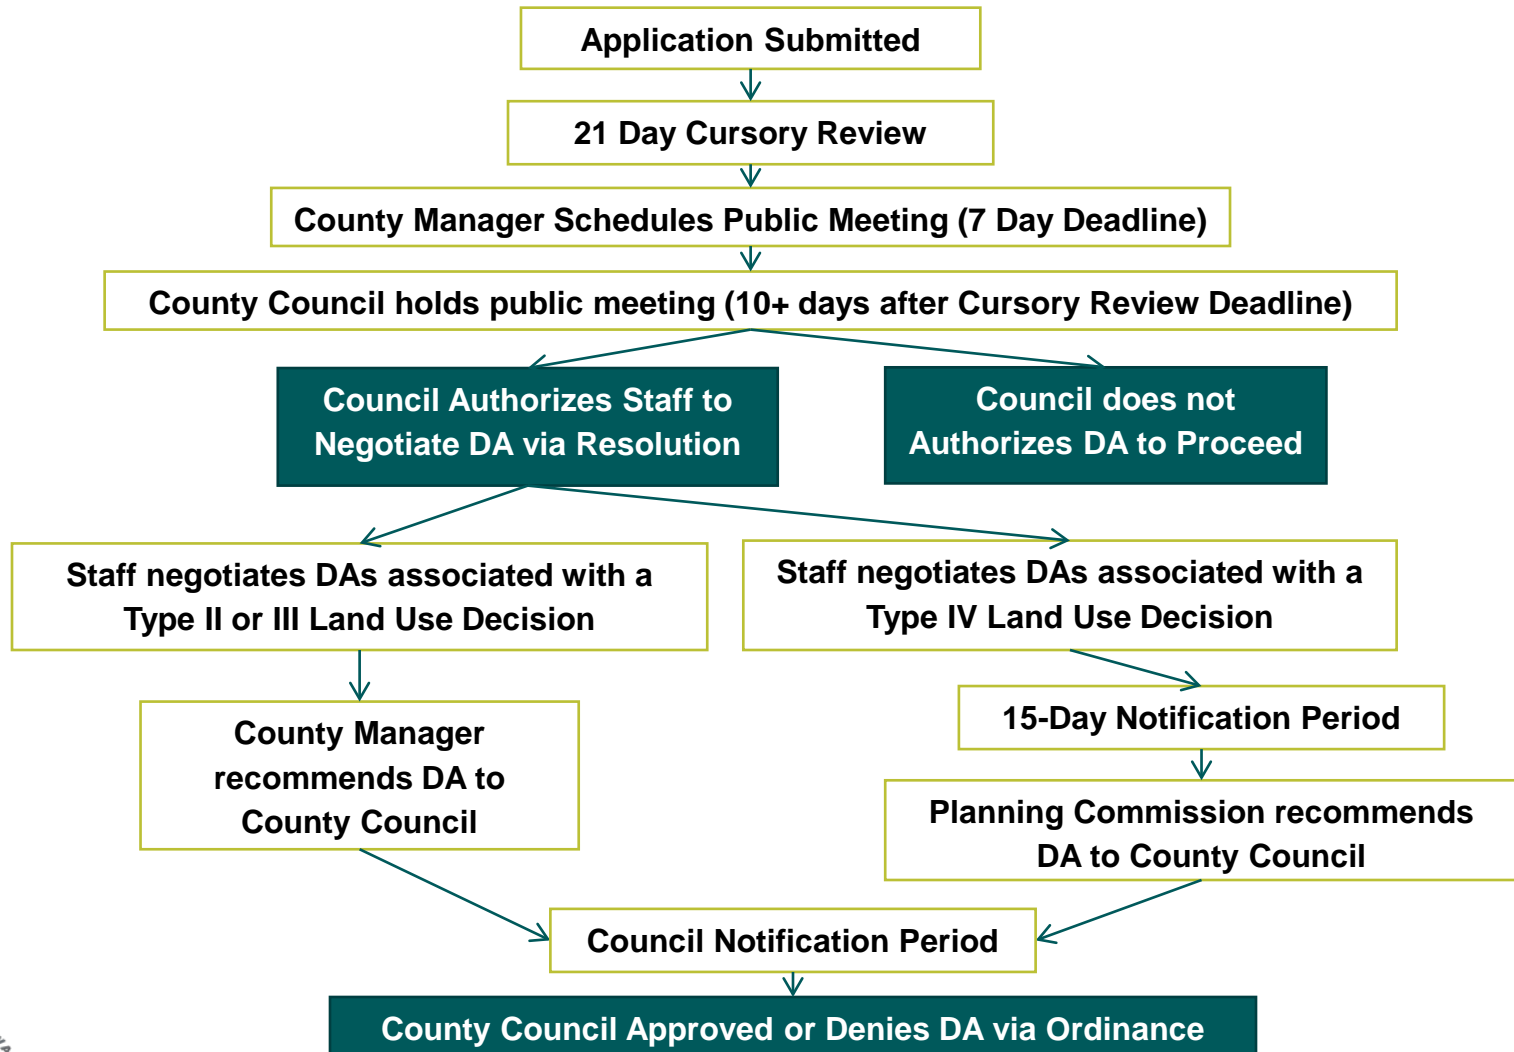 Application Submitted
21 Day Cursory Review
County Manager Schedules Public Meeting (7 Day Deadline)
County Council holds public meeting (10+ days after Cursory Review Deadline)
Council Authorizes Staff to
Negotiate DA via Resolution
Council does not
Authorizes DA to Proceed
Staff negotiates DAs associated with a
Type II or III Land Use Decision
Staff negotiates DAs associated with a
Type IV Land Use Decision
County Manager
recommends DA to
County Council
15-Day Notification Period
Planning Commission recommends
DA to County Council
Council Notification Period
County Council Approved or Denies DA via Ordinance